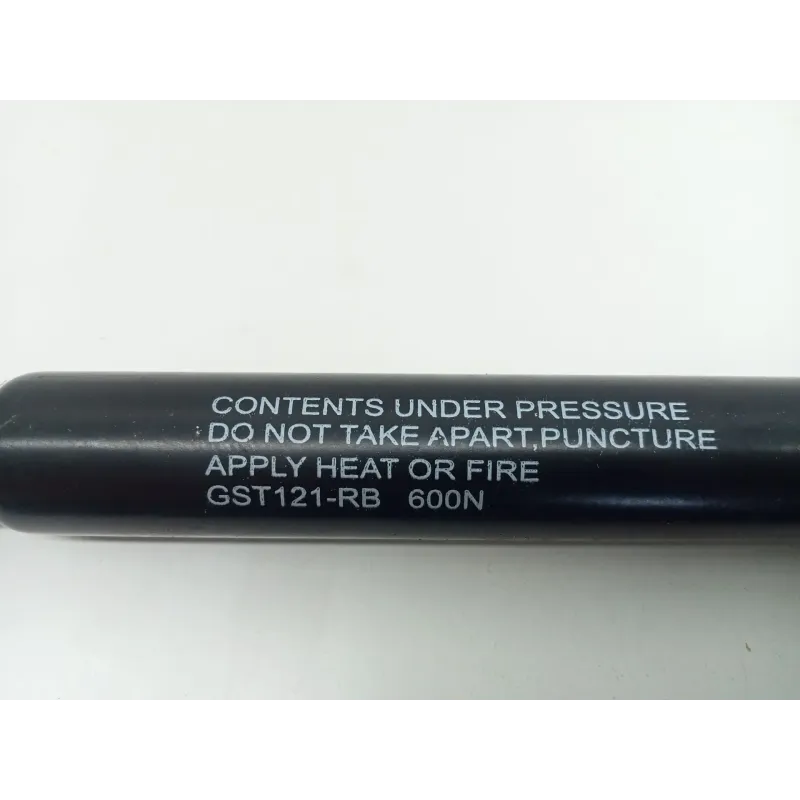 CONTENTS UNDER PRESSURE
DO NOT TAKE APART,PUNCTURE
APPLY HEAT OR FIRE
GST121-RB 600N